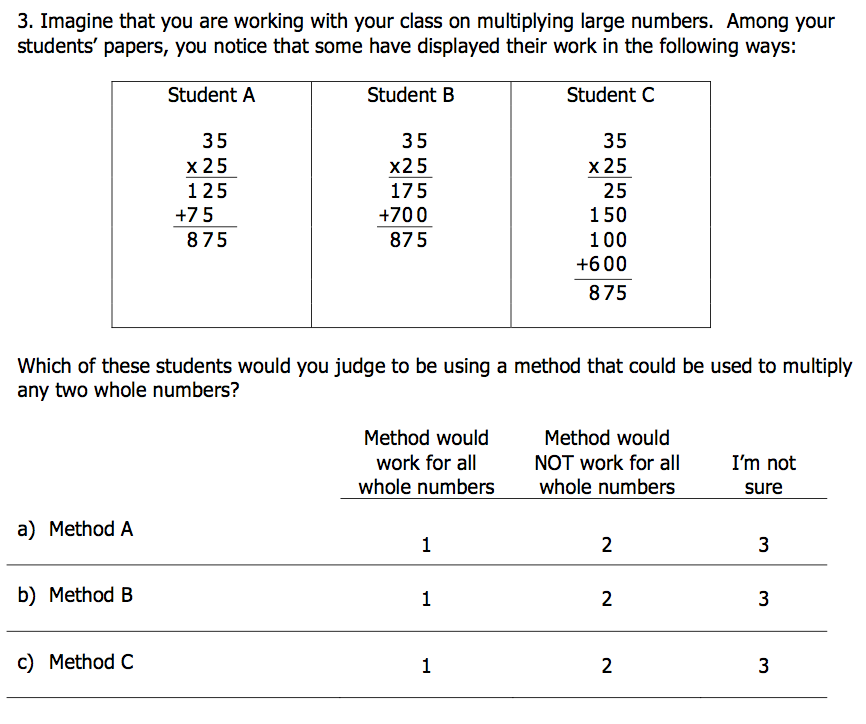 3. Imagine that you are working with your class on multiplying large numbers. Among your
students' papers, you notice that some have displayed their work in the following ways:
Student A Student B Student C
35 35 35
x25 x25 x25
125 175 25
+75 +700 150
875 875 100
+600
875
Which of these students would you judge to be using a method that could be used to multiply
any two whole numbers?
Method would Method would
work for all NOT work for all I'm not
whole numbers whole numbers sure
a) Method A
1 2 3
b) Method B
1 2 3
c) Method C
1 2 3